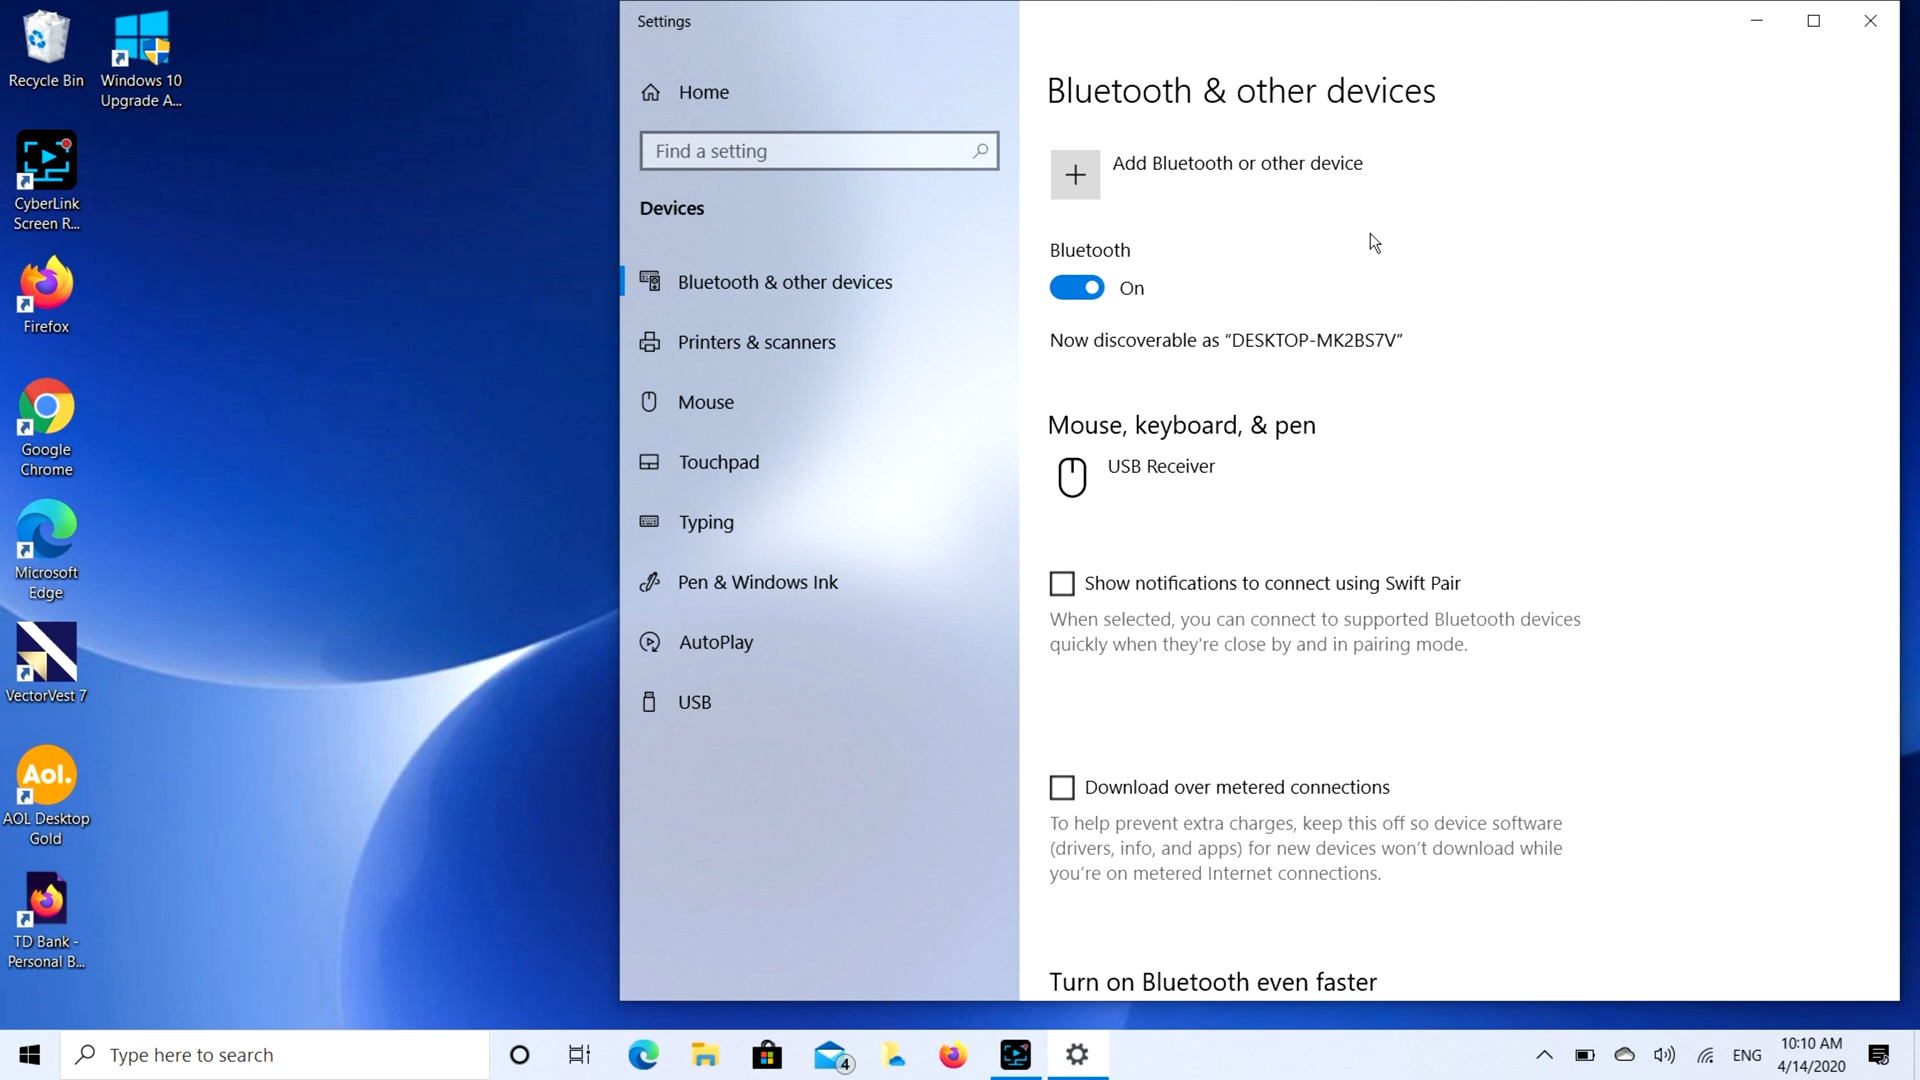 Recycle Bin
Windows 10
Upgrade A...
CyberLink
Screen R...
Firefox
Google
Chrome
Microsoft
Edge
VectorVest 7
Aol.
AOL Desktop
Gold
TD Bank -
Personal B...
Settings
Home
Find a setting
Devices
Bluetooth & other devices
Printers & scanners
Mouse
Touchpad
Typing
Pen & Windows Ink
AutoPlay
USB
Bluetooth & other devices
Add Bluetooth or other device
Bluetooth
On
Now discoverable as “DESKTOP-MK2BS7V”
Mouse, keyboard, & pen
USB Receiver
Show notifications to connect using Swift Pair
When selected, you can connect to supported Bluetooth devices
quickly when they're close by and in pairing mode.
Download over metered connections
To help prevent extra charges, keep this off so device software
(drivers, info, and apps) for new devices won’t download while
you’re on metered Internet connections.
Turn on Bluetooth even faster
Type here to search
4
ENG
10:10 AM
4/14/2020